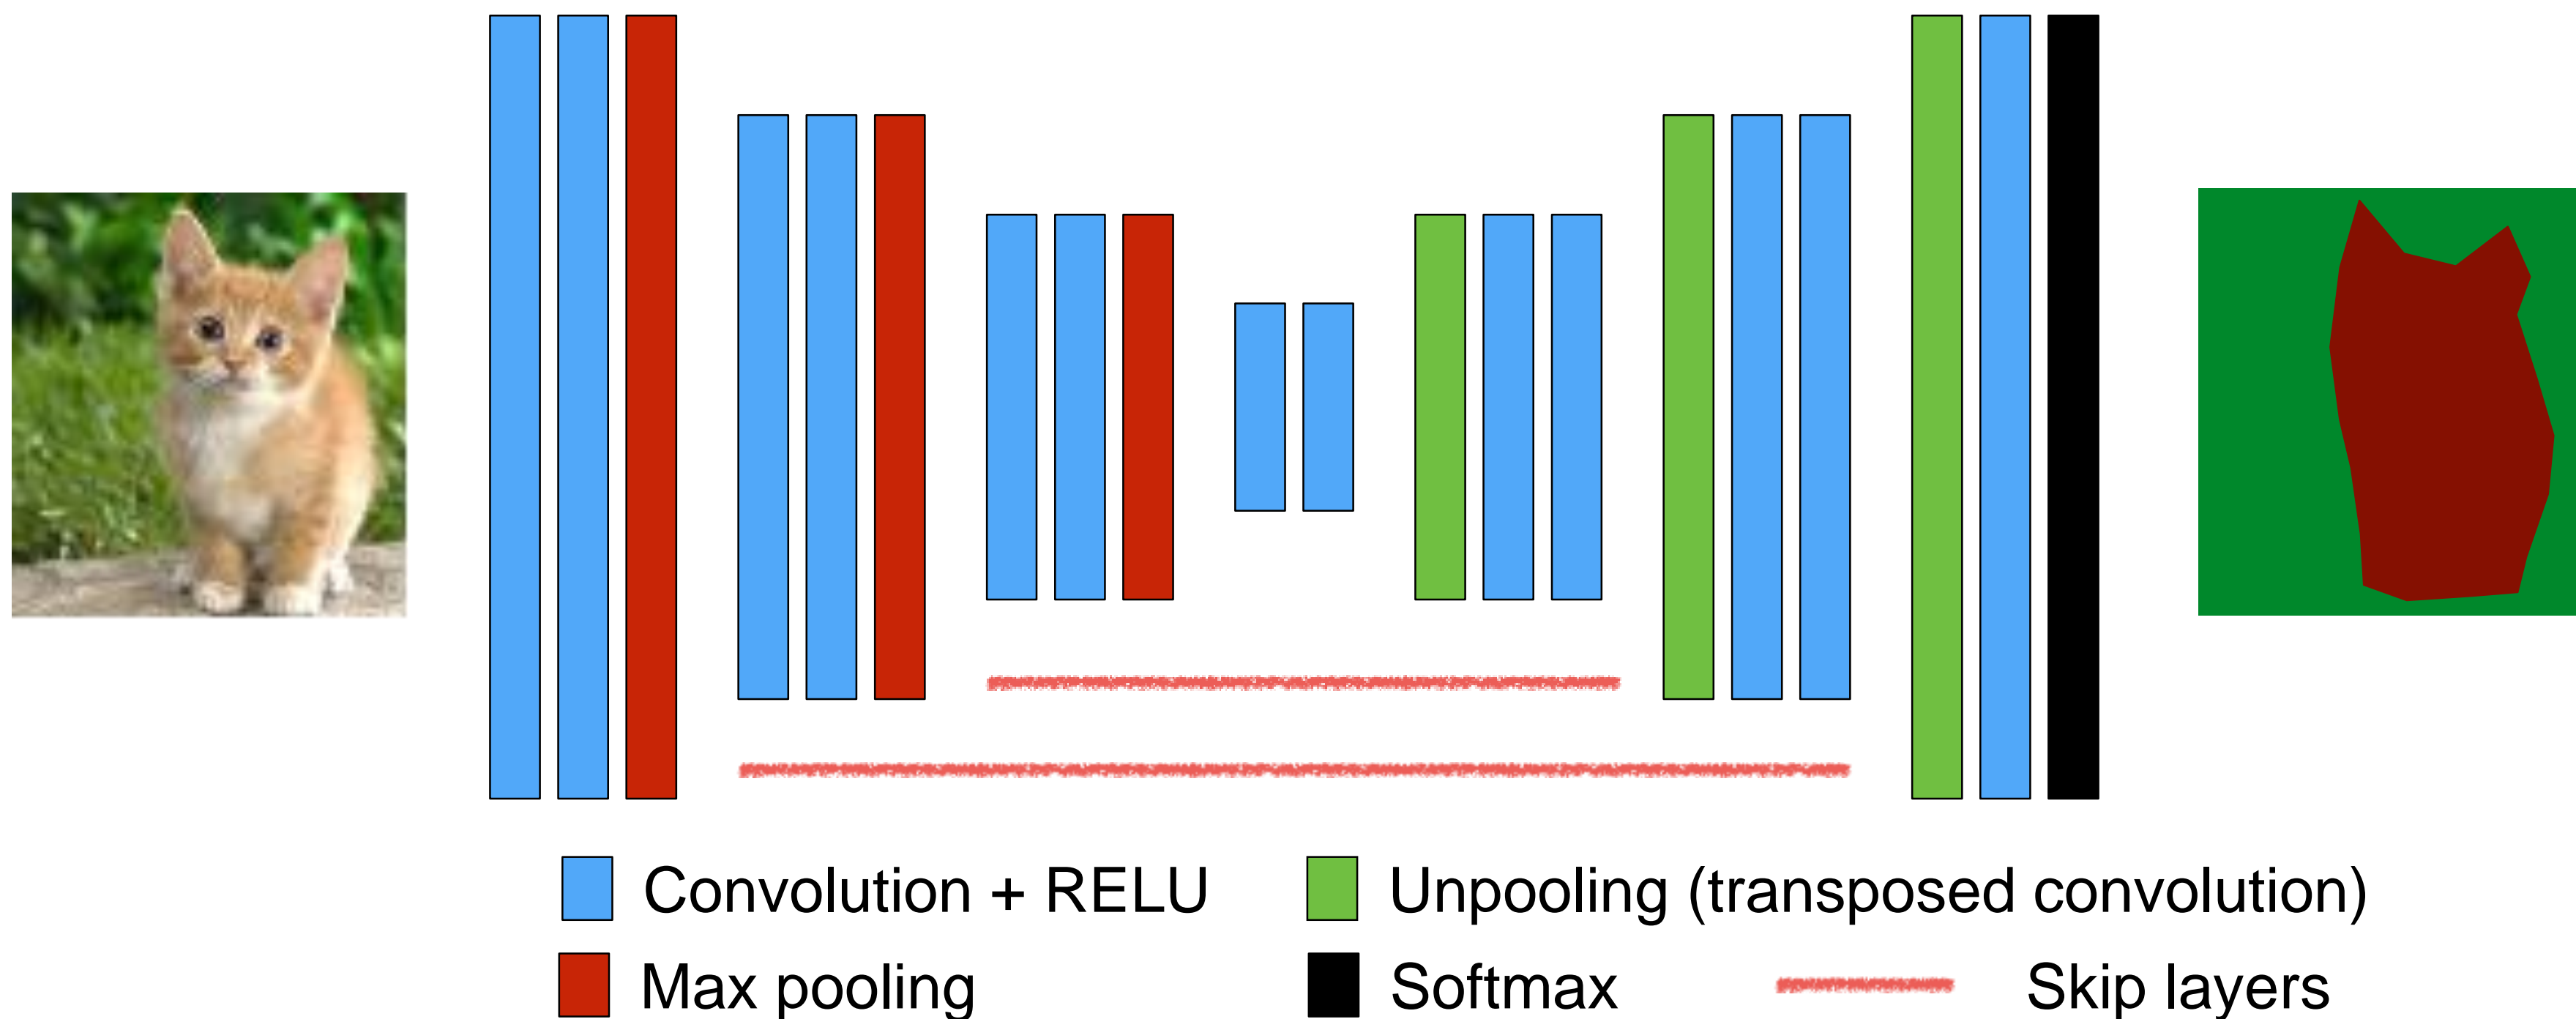 Convolution + RELU
Unpooling (transposed convolution)
Max pooling
Softmax
Skip layers